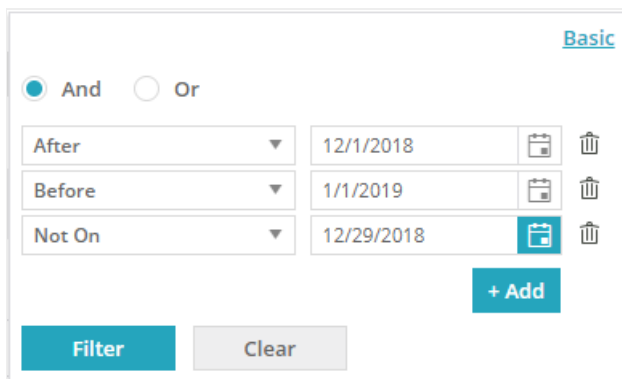 Basic
And Or
After 12/1/2018
Before 1/1/2019
Not On 12/29/2018
+ Add
Filter Clear